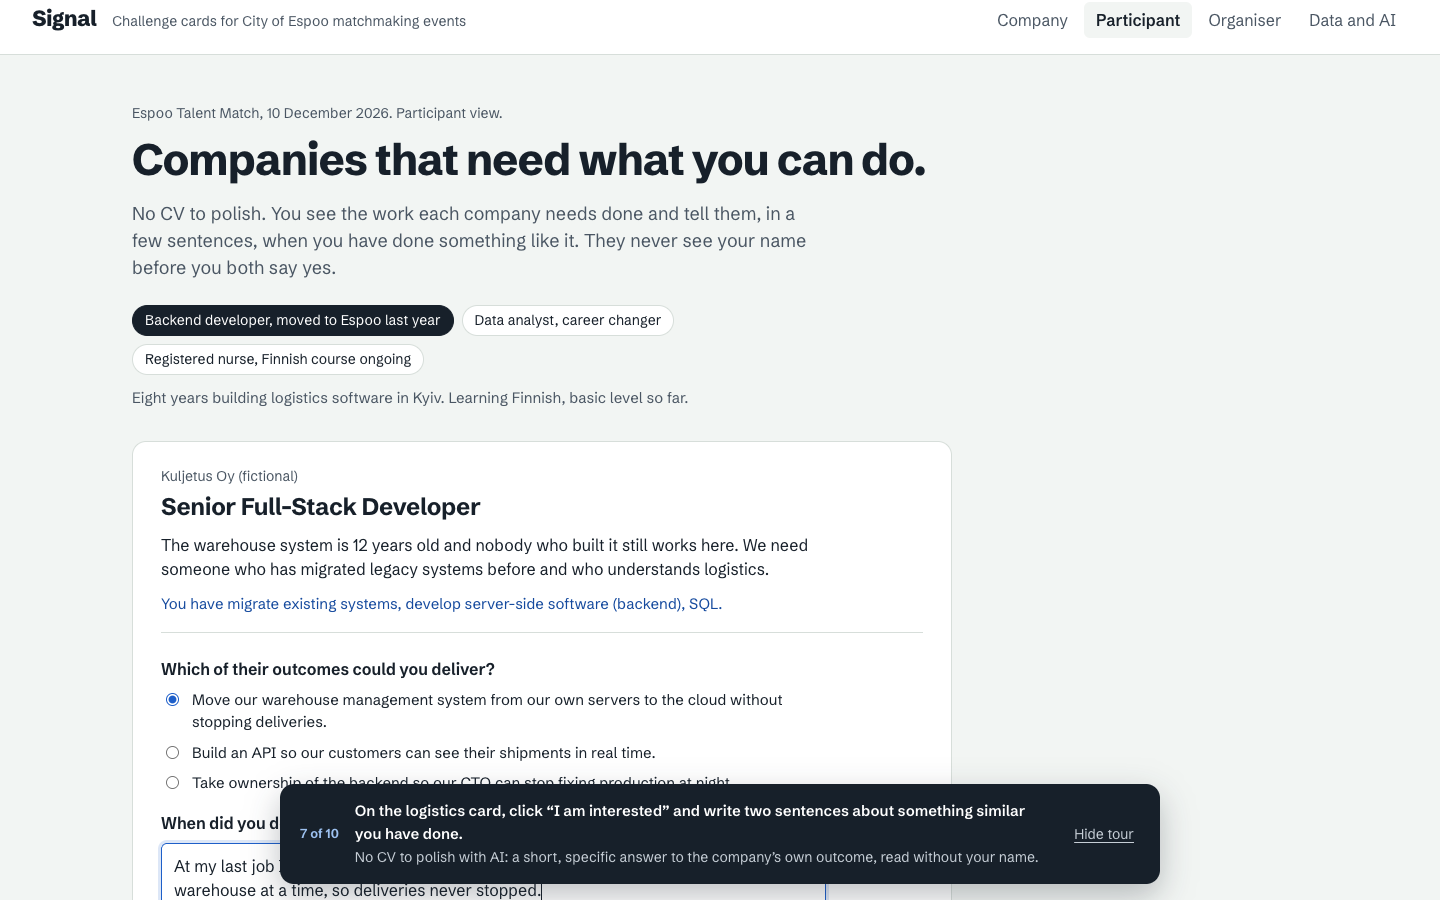 Signal
Challenge cards for City of Espoo matchmaking events
Company
Participant
Organiser
Data and AI
Espoo Talent Match, 10 December 2026. Participant view.
Companies that need what you can do.
No CV to polish. You see the work each company needs done and tell them, in a
few sentences, when you have done something like it. They never see your name
before you both say yes.
Backend developer, moved to Espoo last year
Data analyst, career changer
Registered nurse, Finnish course ongoing
Eight years building logistics software in Kyiv. Learning Finnish, basic level so far.
Kuljetus Oy (fictional)
Senior Full-Stack Developer
The warehouse system is 12 years old and nobody who built it still works here. We need
someone who has migrated legacy systems before and who understands logistics.
You have migrate existing systems, develop server-side software (backend), SQL.
Which of their outcomes could you deliver?
Move our warehouse management system from our own servers to the cloud without
stopping deliveries.
Build an API so our customers can see their shipments in real time.
Take ownership of the backend so our CTO can stop fixing production at night.
When did you d
At my last job
warehouse at a time, so deliveries never stopped.
7 of 10
On the logistics card, click “I am interested” and write two sentences about something similar
you have done.
No CV to polish with AI: a short, specific answer to the company’s own outcome, read without your name.
Hide tour